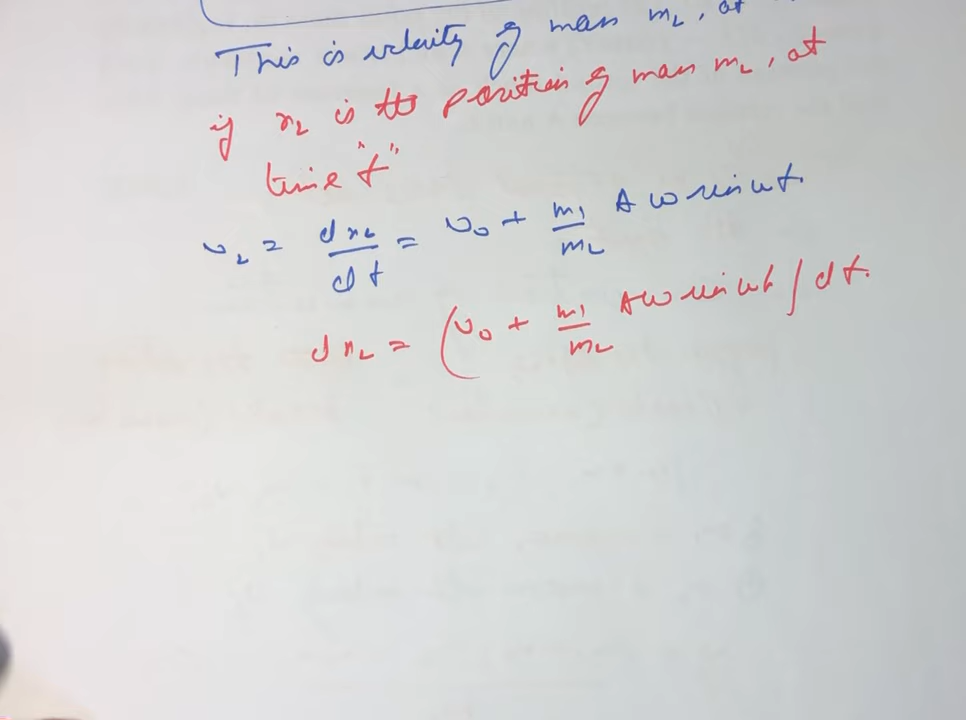 This is velocity of mass m₂, at
if x₂ is the position of mass m₂, at
time "t"
v₂ = dx₂/dt = v₀ + m₁/m₂ A ω sin ωt.
dx₂ = (v₀ + m₁/m₂ A ω sin ωt) dt.